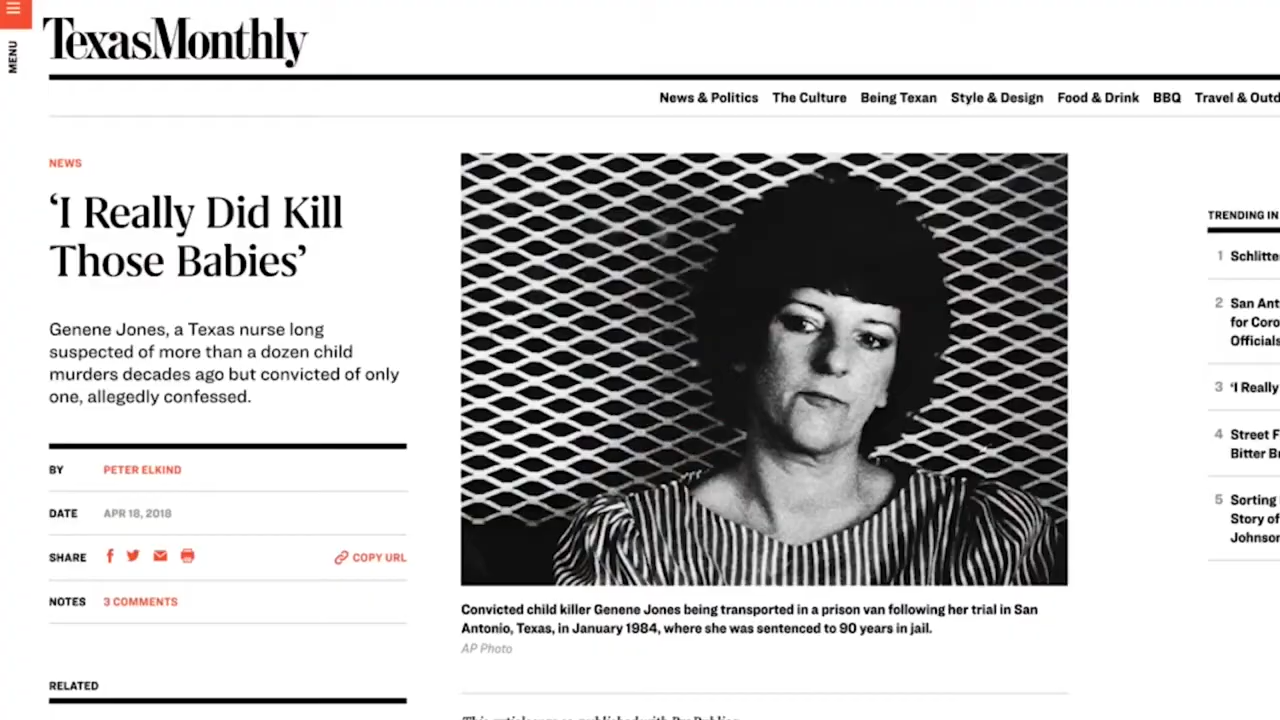 MENU
TexasMonthly
News & Politics The Culture Being Texan Style & Design Food & Drink BBQ Travel & Outd
NEWS
‘I Really Did Kill
Those Babies’
Genene Jones, a Texas nurse long
suspected of more than a dozen child
murders decades ago but convicted of only
one, allegedly confessed.
BY PETER ELKIND
DATE APR 18, 2018
SHARE COPY URL
NOTES 3 COMMENTS
RELATED
Convicted child killer Genene Jones being transported in a prison van following her trial in San
Antonio, Texas, in January 1984, where she was sentenced to 90 years in jail.
AP Photo
TRENDING IN
1 Schlitte
2 San Ant
for Coro
Officials
3 ‘I Really
4 Street F
Bitter Br
5 Sorting
Story of
Johnson